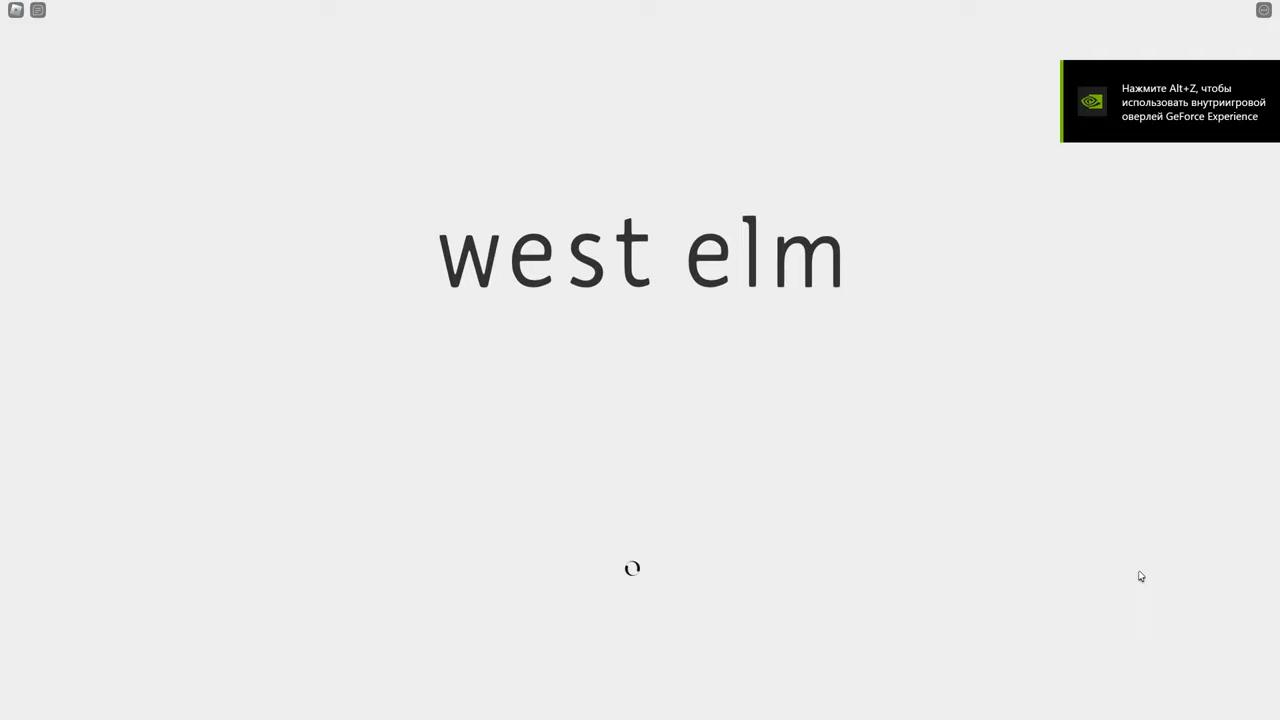 Нажмите Alt+Z, чтобы
использовать внутриигровой
оверлей GeForce Experience
west elm